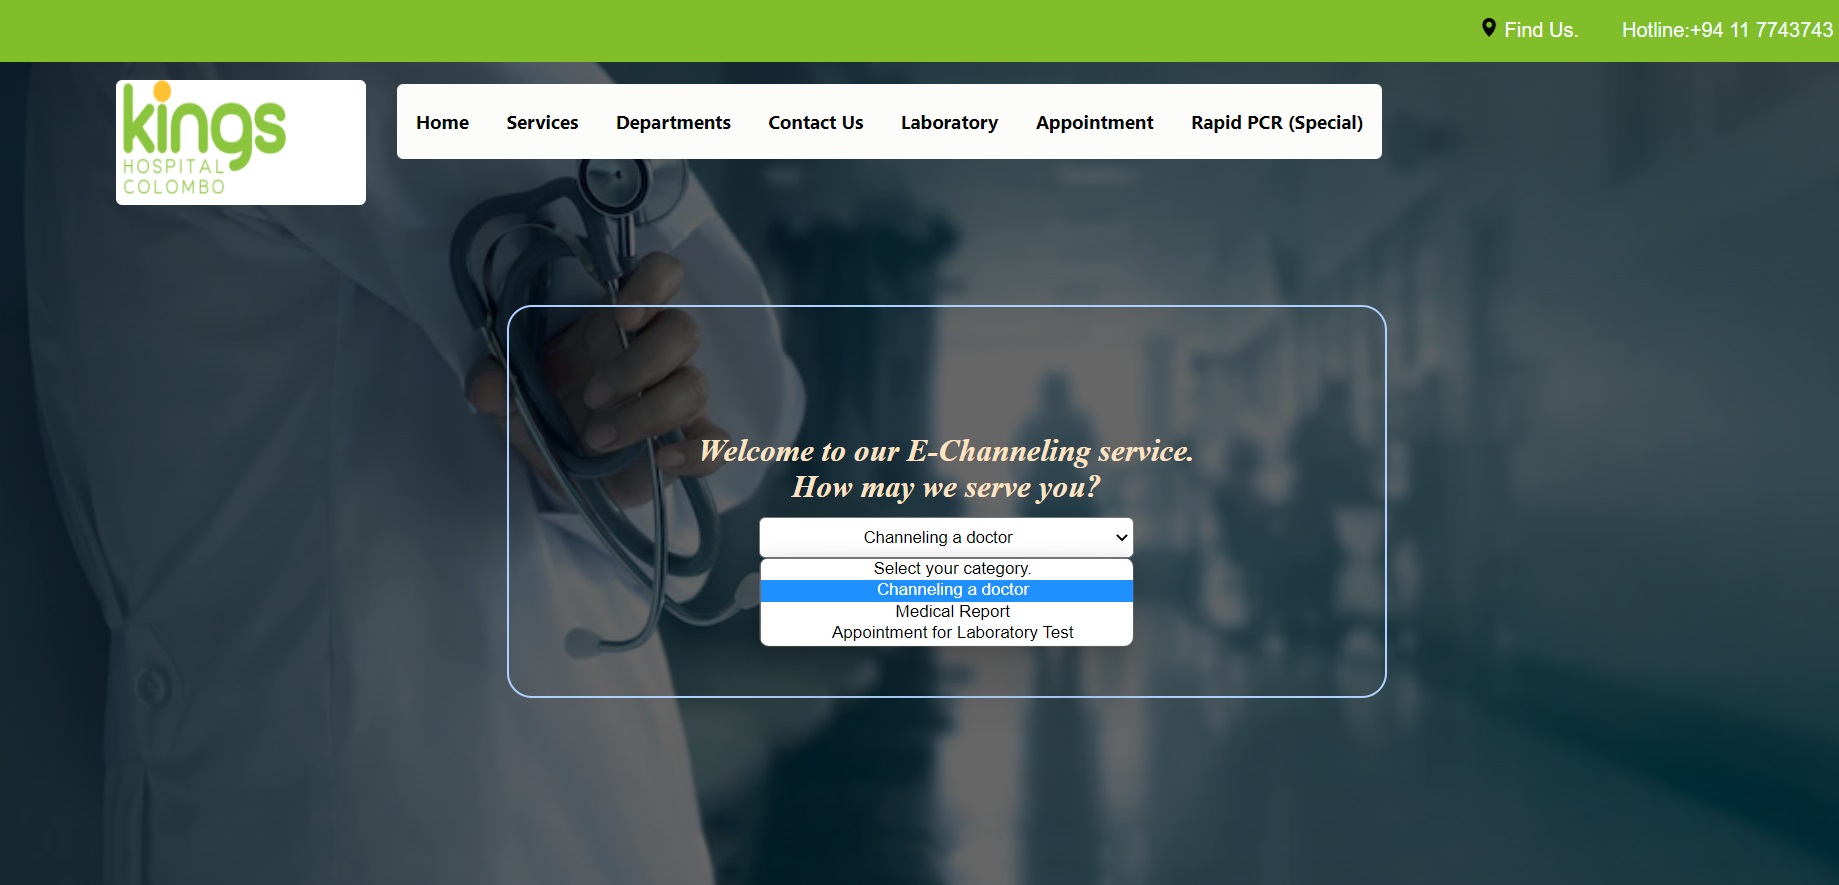 Find Us.
Hotline:+94 11 7743743
kings
HOSPITAL
COLOMBO
Home
Services
Departments
Contact Us
Laboratory
Appointment
Rapid PCR (Special)
Welcome to our E-Channeling service.
How may we serve you?
Channeling a doctor
Select your category.
Channeling a doctor
Medical Report
Appointment for Laboratory Test